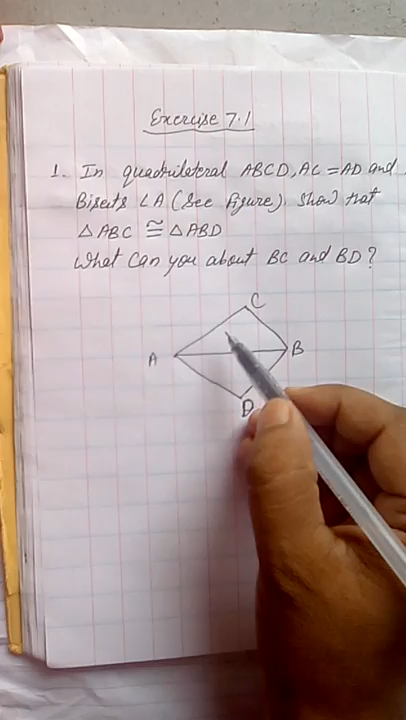 Exercise 7.1
1. In quadrilateral ABCD, AC = AD and
Bisects ∠A (See figure). Show that
△ABC ≅ △ABD
What Can you about BC and BD?
C
A
B
D